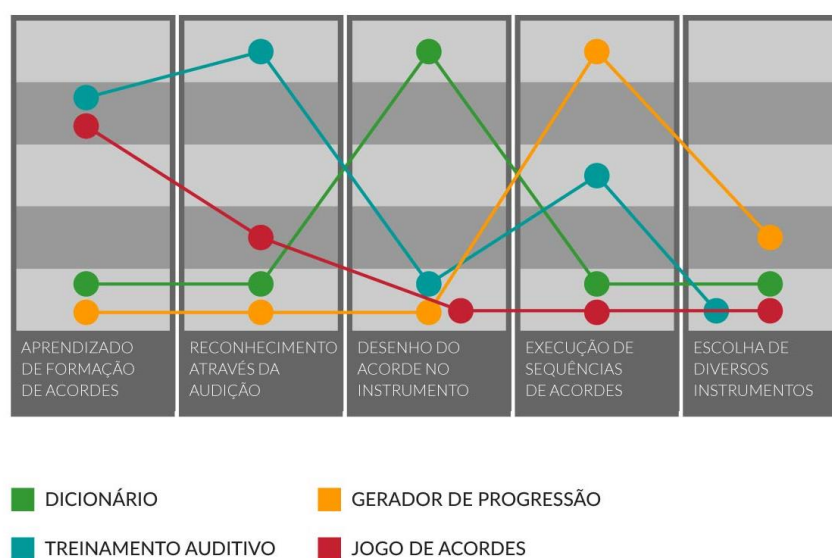 APRENDIZADO
DE FORMAÇÃO
DE ACORDES
RECONHECIMENTO
ATRAVÉS DA
AUDIÇÃO
DESENHO DO
ACORDE NO
INSTRUMENTO
EXECUÇÃO DE
SEQUÊNCIAS
DE ACORDES
ESCOLHA DE
DIVERSOS
INSTRUMENTOS
DICIONÁRIO
GERADOR DE PROGRESSÃO
TREINAMENTO AUDITIVO
JOGO DE ACORDES